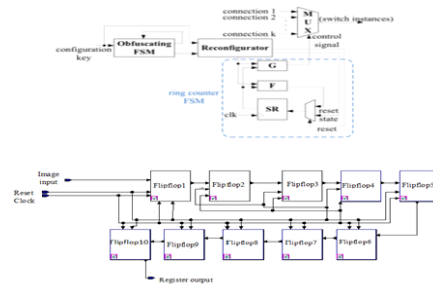 connection 1
connection 2
connection k
MUX
(switch instances)
control
signal
configuration
key
Obfuscating
FSM
Reconfigurator
G
F
SR
ring counter
FSM
clk
reset
state
reset
Image
input
Reset
Clock
Flipflop1
Flipflop2
Flipflop3
Flipflop4
Flipflop5
Flipflop10
Flipflop9
Flipflop8
Flipflop7
Flipflop6
Register output